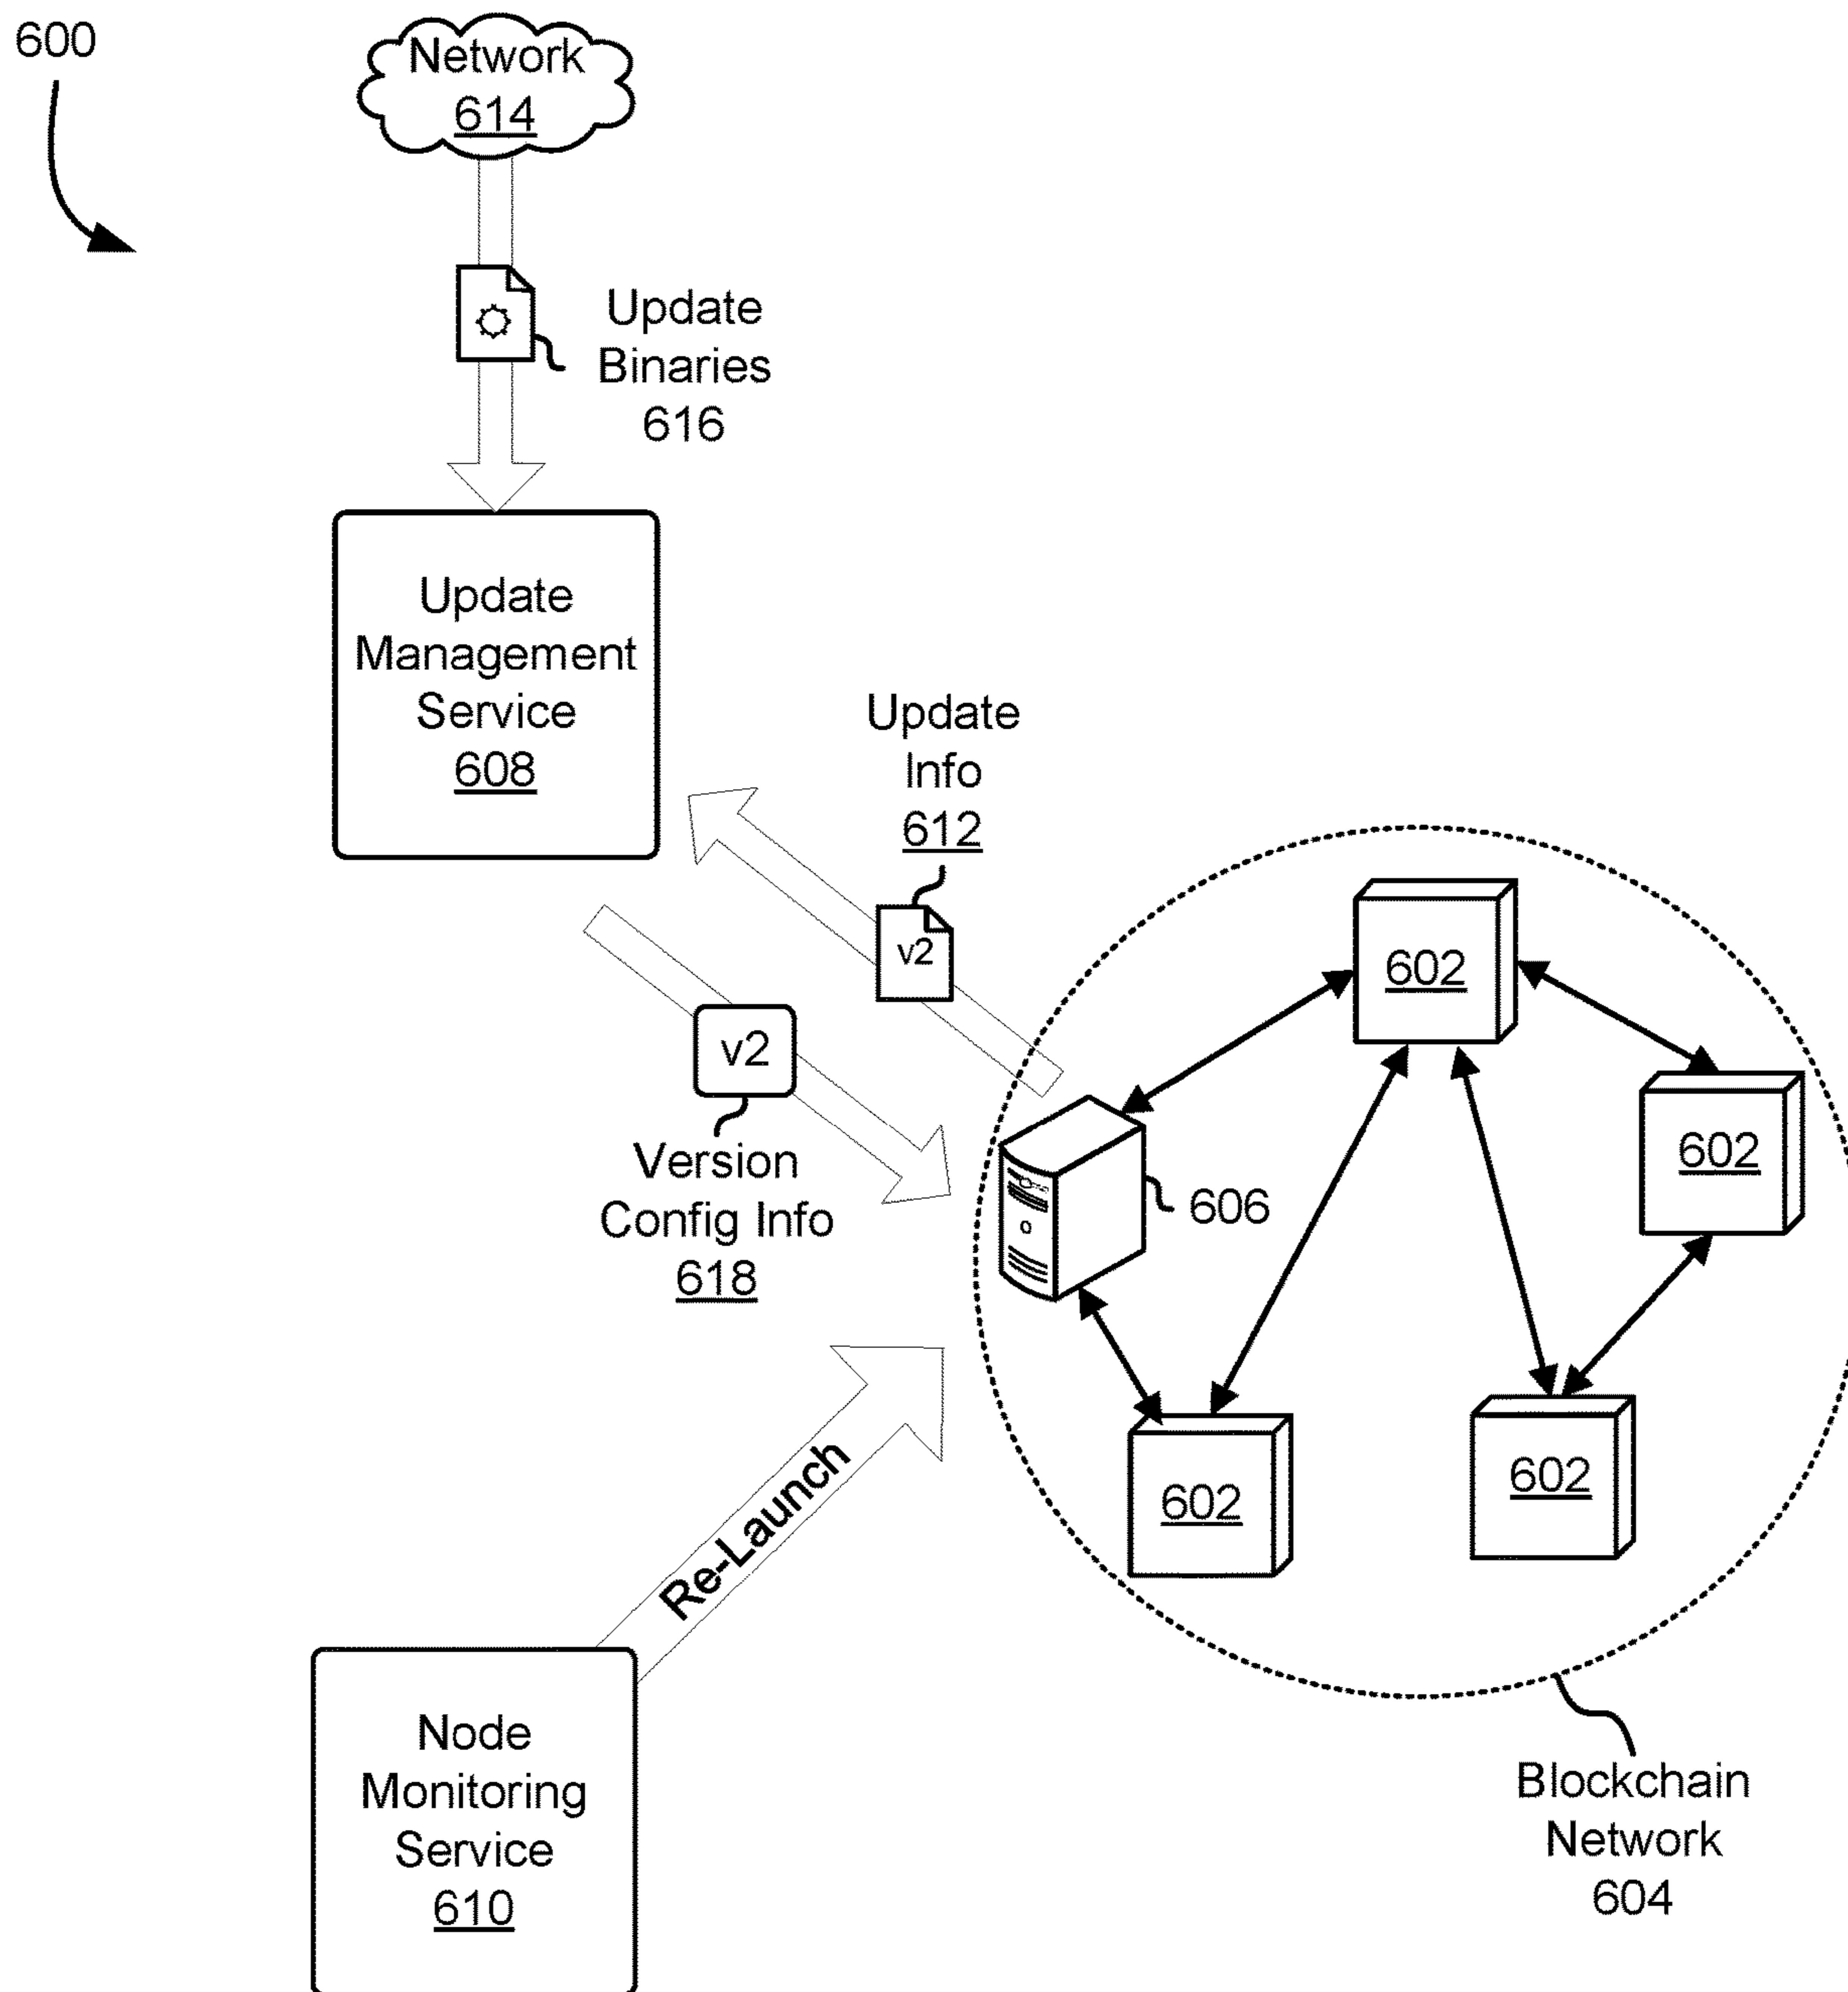 600
Network
614
Update
Binaries
616
Update
Management
Service
608
Update
Info
612
v2
v2
Version
Config Info
618
602
602
606
602
602
Re-Launch
Node
Monitoring
Service
610
Blockchain
Network
604